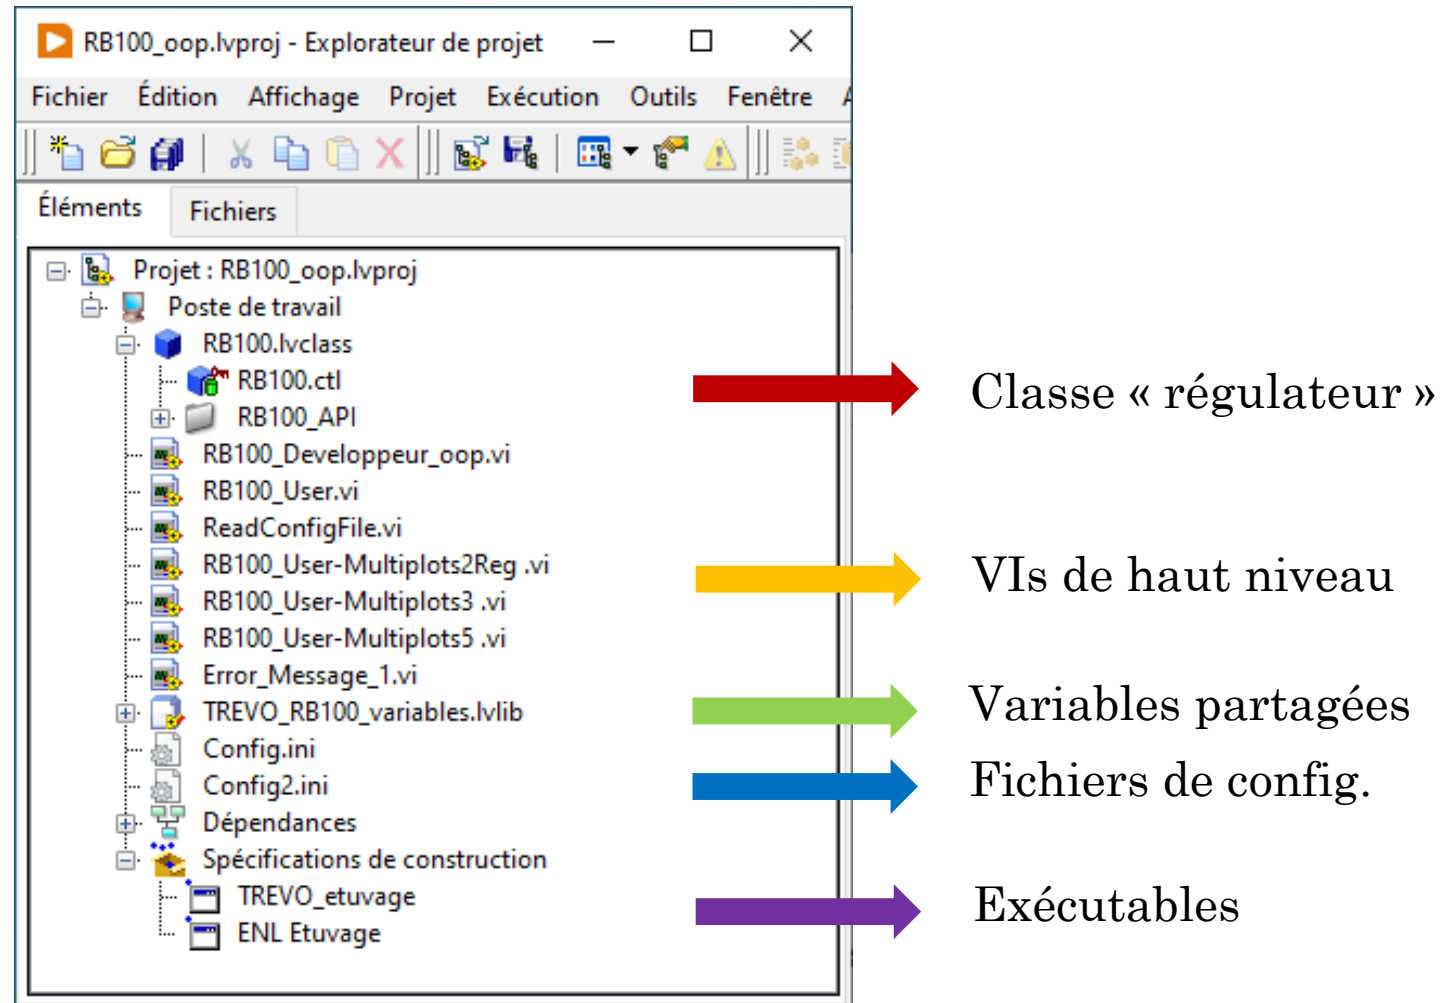 RB100_oop.lvproj - Explorateur de projet
Fichier Édition Affichage Projet Exécution Outils Fenêtre
Éléments Fichiers
Projet : RB100_oop.lvproj
Poste de travail
RB100.lvclass
RB100.ctl
Classe « régulateur »
RB100_API
RB100_Developpeur_oop.vi
RB100_User.vi
ReadConfigFile.vi
RB100_User-Multiplots2Reg .vi
VIs de haut niveau
RB100_User-Multiplots3 .vi
RB100_User-Multiplots5 .vi
Error_Message_1.vi
TREVO_RB100_variables.lvlib
Variables partagées
Config.ini
Config2.ini
Fichiers de config.
Dépendances
Spécifications de construction
TREVO_etuvage
Exécutables
ENL Etuvage